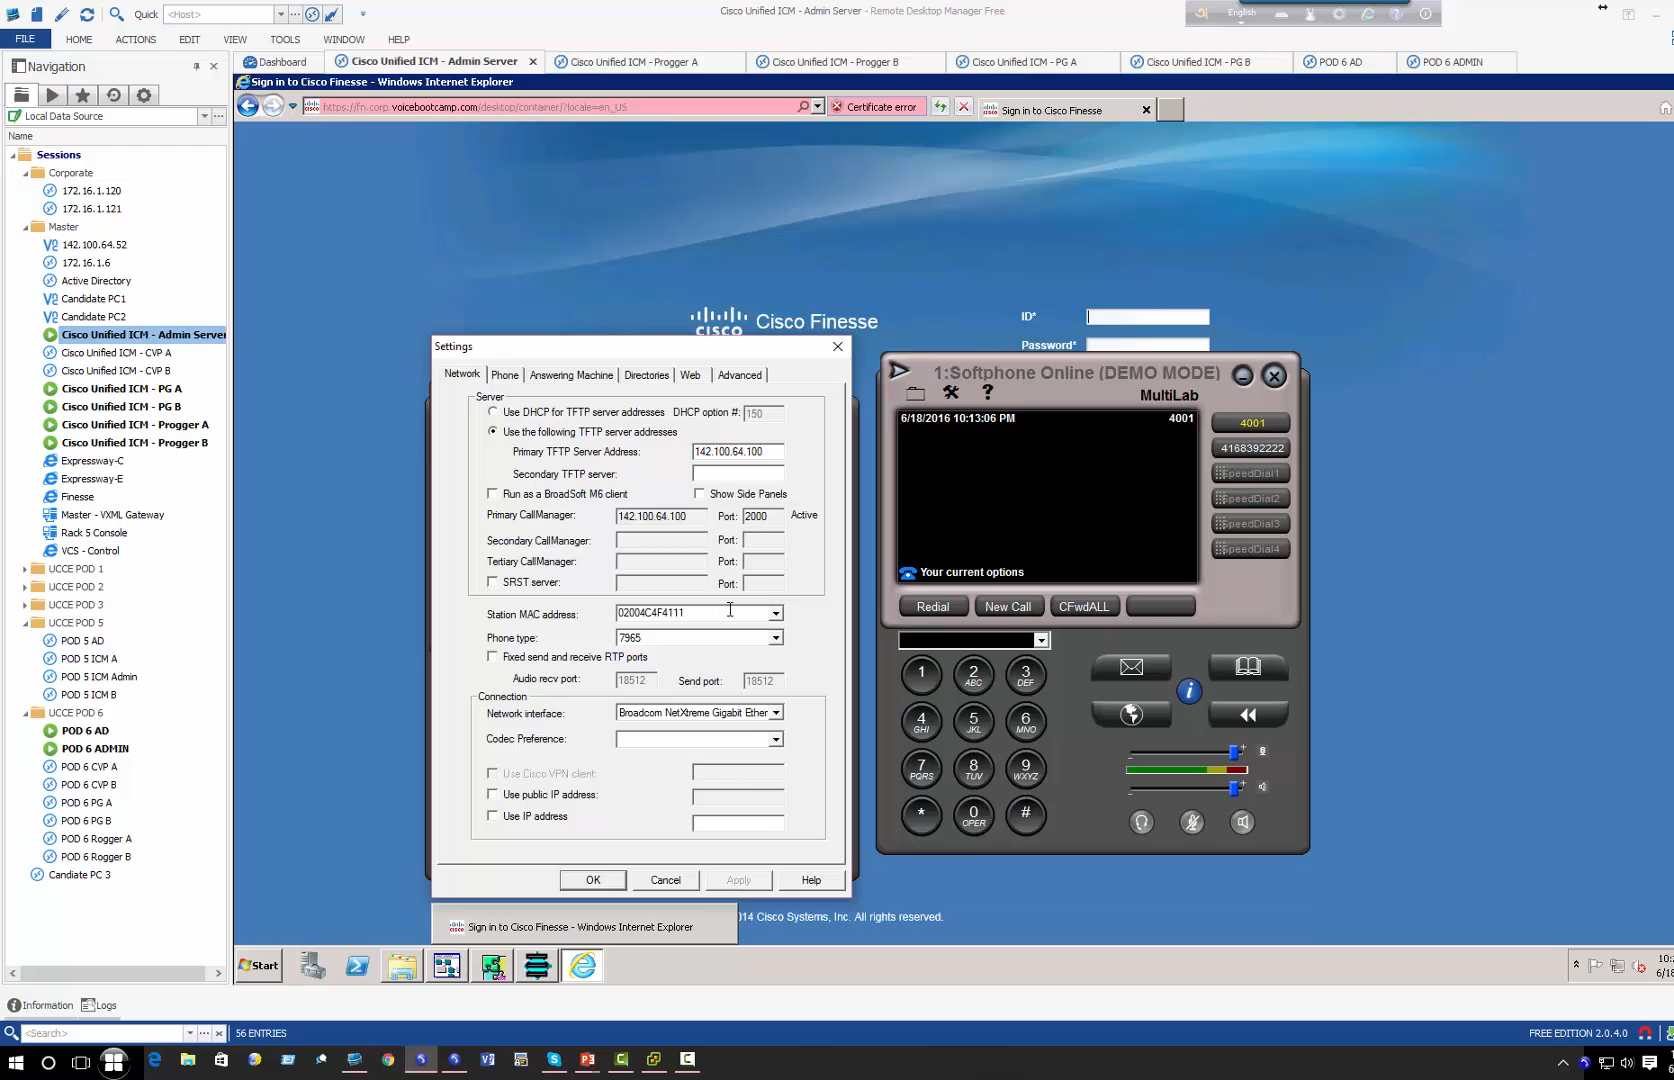 Quick
<Host>
Cisco Unified ICM - Admin Server - Remote Desktop Manager Free
English
FILE
HOME
ACTIONS
EDIT
VIEW
TOOLS
WINDOW
HELP
Navigation
Dashboard
Cisco Unified ICM - Admin Server
Cisco Unified ICM - Progger A
Cisco Unified ICM - Progger B
Cisco Unified ICM - PG A
Cisco Unified ICM - PG B
POD 6 AD
POD 6 ADMIN
Sign in to Cisco Finesse - Windows Internet Explorer
https://fn.corp.voicebootcamp.com/desktop/container/?locale=en_US
Certificate error
Sign in to Cisco Finesse
Local Data Source
Name
Sessions
Corporate
172.16.1.120
172.16.1.121
Master
142.100.64.52
172.16.1.6
Active Directory
Candidate PC1
Candidate PC2
Cisco Unified ICM - Admin Server
Cisco Unified ICM - CVP A
Cisco Unified ICM - CVP B
Cisco Unified ICM - PG A
Cisco Unified ICM - PG B
Cisco Unified ICM - Progger A
Cisco Unified ICM - Progger B
Expressway-C
Expressway-E
Finesse
Master - VXML Gateway
Rack 5 Console
VCS - Control
UCCE POD 1
UCCE POD 2
UCCE POD 3
UCCE POD 5
POD 5 AD
POD 5 ICM A
POD 5 ICM Admin
POD 5 ICM B
UCCE POD 6
POD 6 AD
POD 6 ADMIN
POD 6 CVP A
POD 6 CVP B
POD 6 PG A
POD 6 PG B
POD 6 Rogger A
POD 6 Rogger B
Candiate PC 3
CISCO
Cisco Finesse
ID*
Password*
Settings
Network
Phone
Answering Machine
Directories
Web
Advanced
Server
Use DHCP for TFTP server addresses DHCP option #: 150
Use the following TFTP server addresses
Primary TFTP Server Address: 142.100.64.100
Secondary TFTP server:
Run as a BroadSoft M6 client
Show Side Panels
Primary CallManager: 142.100.64.100 Port: 2000 Active
Secondary CallManager: Port:
Tertiary CallManager: Port:
SRST server: Port:
Station MAC address: 02004C4F4111
Phone type: 7965
Fixed send and receive RTP ports
Audio recv port: 18512 Send port: 18512
Connection
Network interface: Broadcom NetXtreme Gigabit Ether
Codec Preference:
Use Cisco VPN client:
Use public IP address:
Use IP address
OK
Cancel
Apply
Help
1:Softphone Online (DEMO MODE)
MultiLab
6/18/2016 10:13:06 PM
4001
4001
4168392222
SpeedDial1
SpeedDial2
SpeedDial3
SpeedDial4
Your current options
Redial
New Call
CFwdALL
1
2 ABC
3 DEF
4 GHI
5 JKL
6 MNO
7 PQRS
8 TUV
9 WXYZ
*
0 OPER
#
Sign in to Cisco Finesse - Windows Internet Explorer
14 Cisco Systems, Inc. All rights reserved.
Start
10:
6/18
Information
Logs
<Search>
56 ENTRIES
FREE EDITION 2.0.4.0